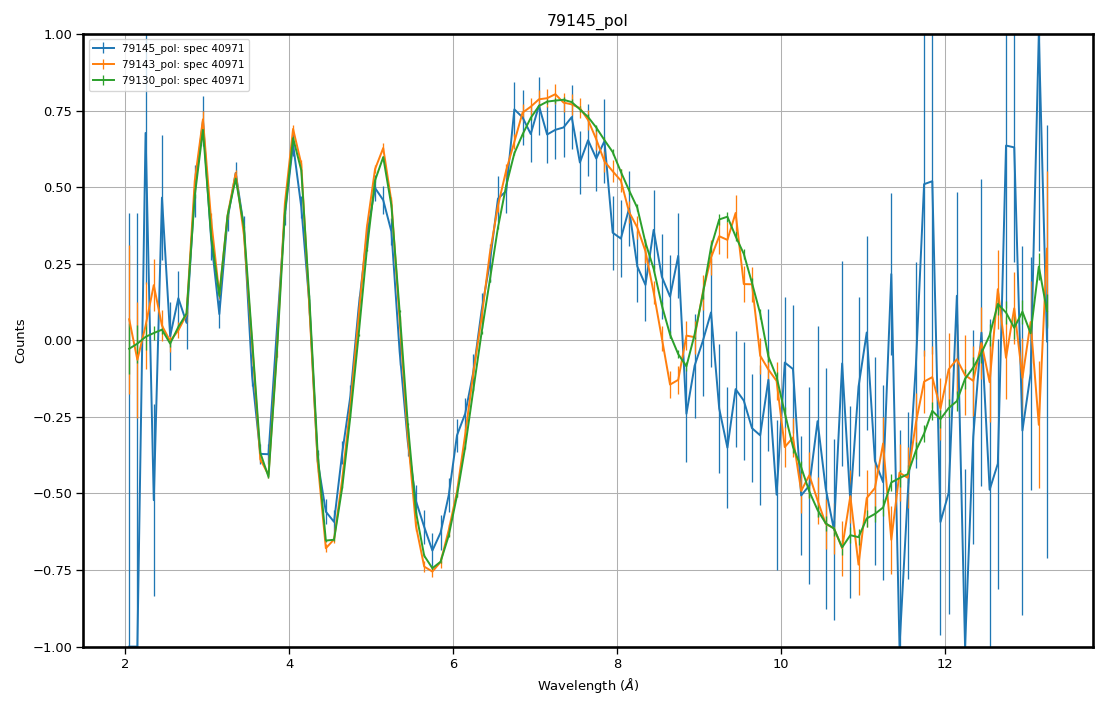 79145_pol
79145_pol: spec 40971
79143_pol: spec 40971
79130_pol: spec 40971
1.00
0.75
0.50
0.25
0.00
−0.25
−0.50
−0.75
−1.00
Counts
2 4 6 8 10 12
Wavelength (Å)